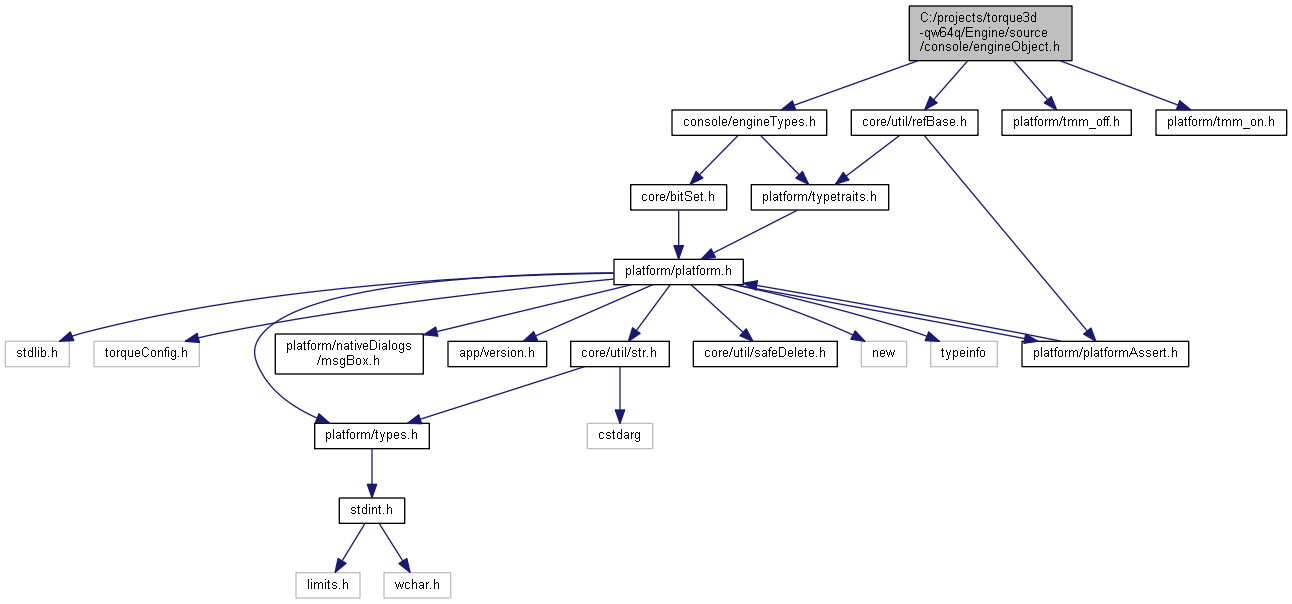 C:/projects/torque3d
-qw64q/Engine/source
/console/engineObject.h
console/engineTypes.h
core/util/refBase.h
platform/tmm_off.h
platform/tmm_on.h
core/bitSet.h
platform/typetraits.h
platform/platform.h
stdlib.h
torqueConfig.h
platform/nativeDialogs
/msgBox.h
app/version.h
core/util/str.h
core/util/safeDelete.h
new
typeinfo
platform/platformAssert.h
platform/types.h
cstdarg
stdint.h
limits.h
wchar.h